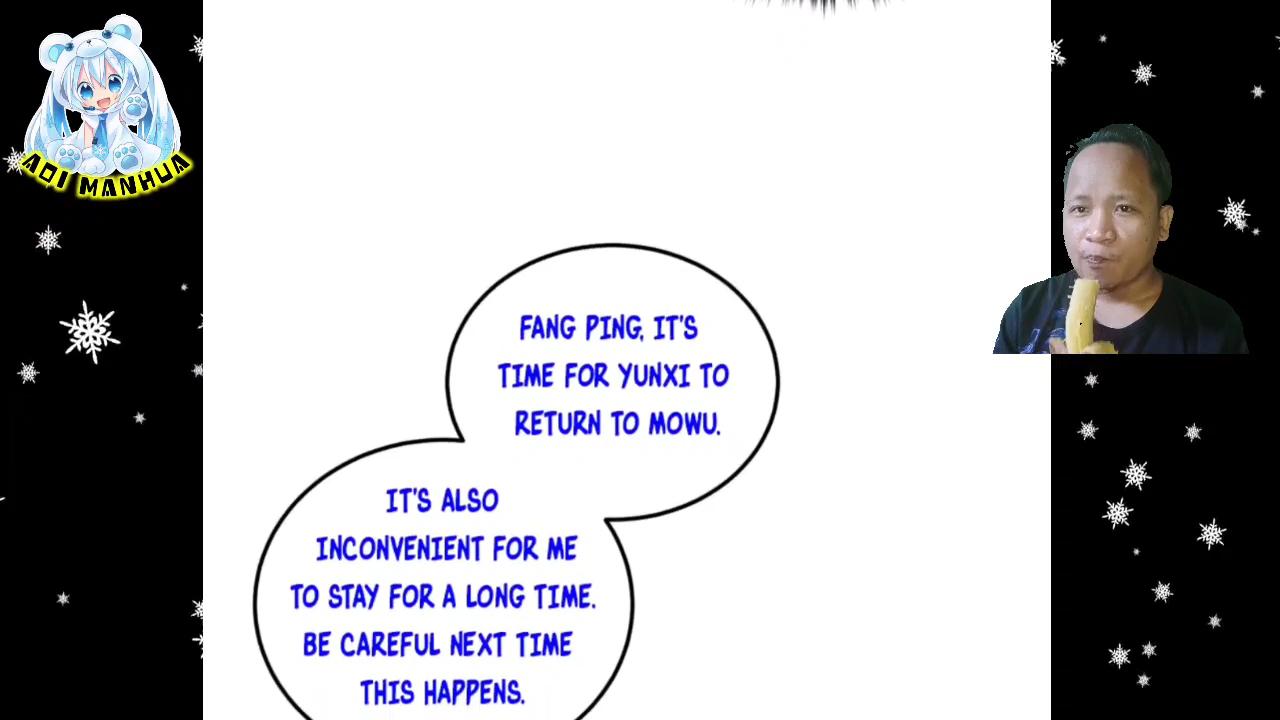 AOI MANHUA
FANG PING, IT'S
TIME FOR YUNXI TO
RETURN TO MOWU.
IT'S ALSO
INCONVENIENT FOR ME
TO STAY FOR A LONG TIME.
BE CAREFUL NEXT TIME
THIS HAPPENS.